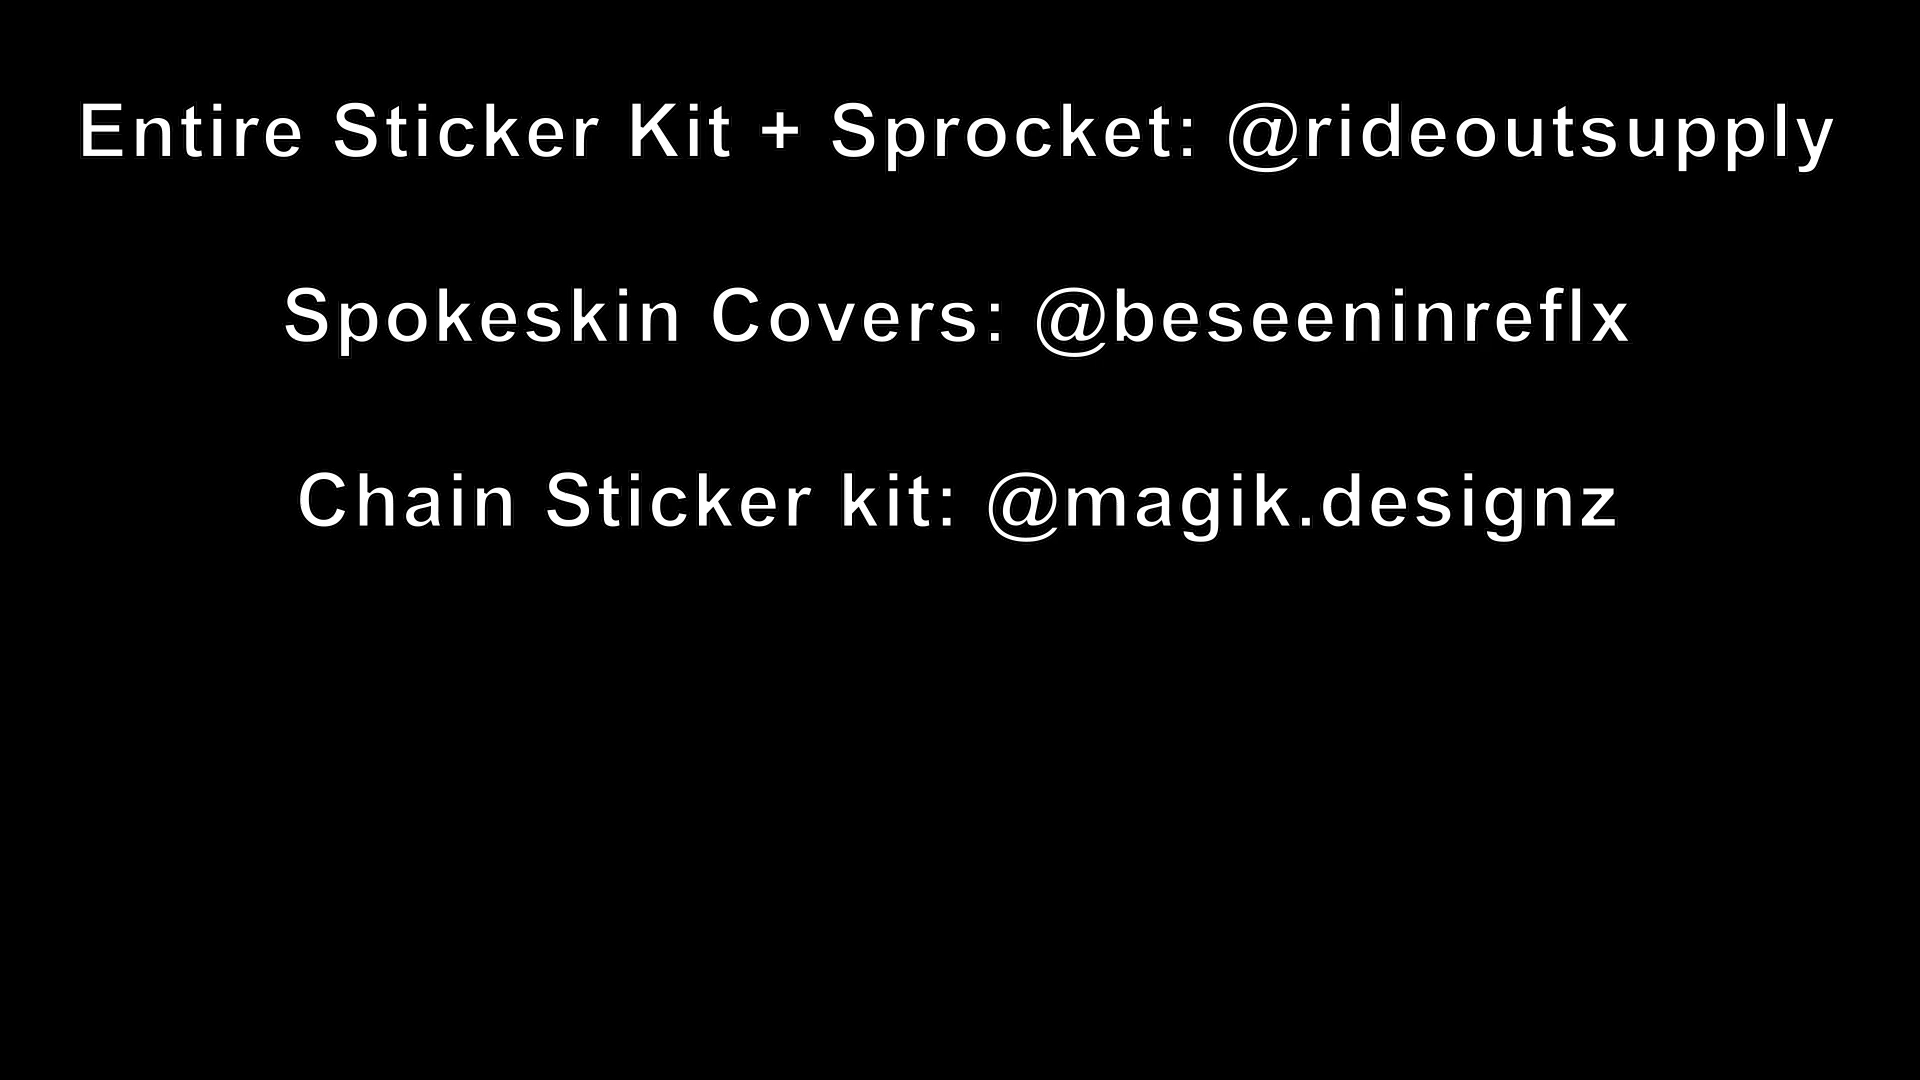 Entire Sticker Kit + Sprocket: @rideoutsupply
Spokeskin Covers: @beseeninreflx
Chain Sticker kit: @magik.designz